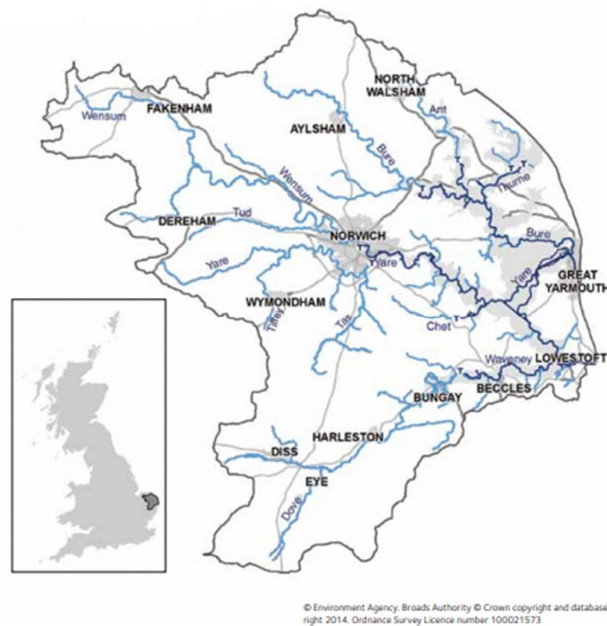 NORTH
WALSHAM
Ant
FAKENHAM
Wensum
AYLSHAM
Bure
Thurne
Wensum
DEREHAM
Tud
NORWICH
Bure
Yare
Yare
Yare
GREAT
YARMOUTH
WYMONDHAM
Tiffey
Tas
Chet
Waveney
LOWESTOFT
BECCLES
BUNGAY
HARLESTON
DISS
EYE
Dove
© Environment Agency. Broads Authority © Crown copyright and database
right 2014. Ordnance Survey Licence number 100021573